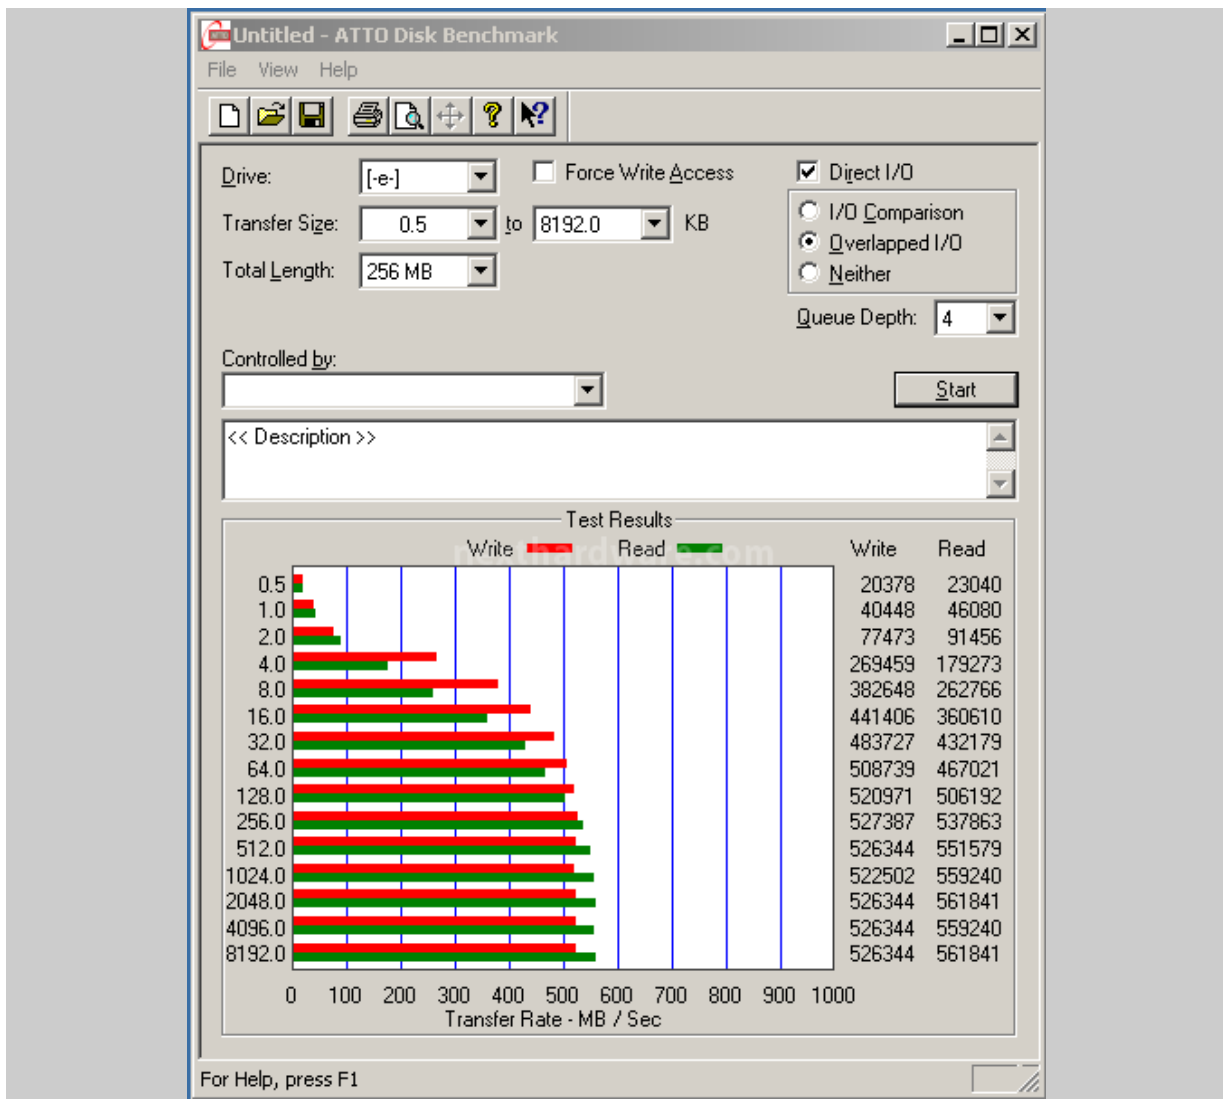 Untitled - ATTO Disk Benchmark
File View Help
Drive: [-e-] Force Write Access Direct I/O
Transfer Size: 0.5 to 8192.0 KB
I/O Comparison
Overlapped I/O
Neither
Total Length: 256 MB
Queue Depth: 4
Controlled by:
Start
<< Description >>
Test Results
nexthardware.com
Write Read Write Read
0.5 20378 23040
1.0 40448 46080
2.0 77473 91456
4.0 269459 179273
8.0 382648 262766
16.0 441406 360610
32.0 483727 432179
64.0 508739 467021
128.0 520971 506192
256.0 527387 537863
512.0 526344 551579
1024.0 522502 559240
2048.0 526344 561841
4096.0 526344 559240
8192.0 526344 561841
0 100 200 300 400 500 600 700 800 900 1000
Transfer Rate - MB / Sec
For Help, press F1